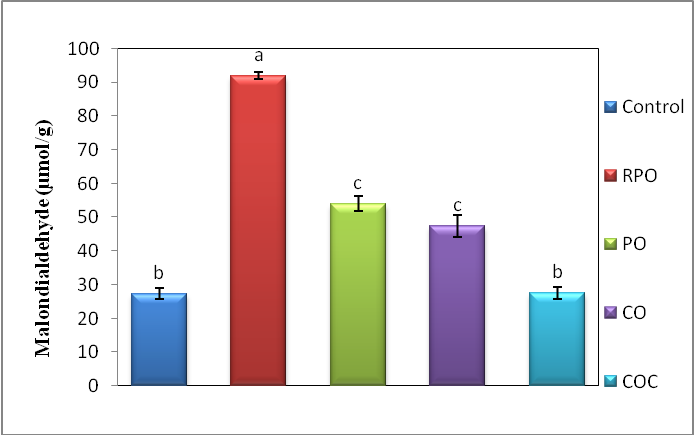 Malondialdehyde (µmol/g)
100
90
80
70
60
50
40
30
20
10
0
b
a
c
c
b
Control
RPO
PO
CO
COC